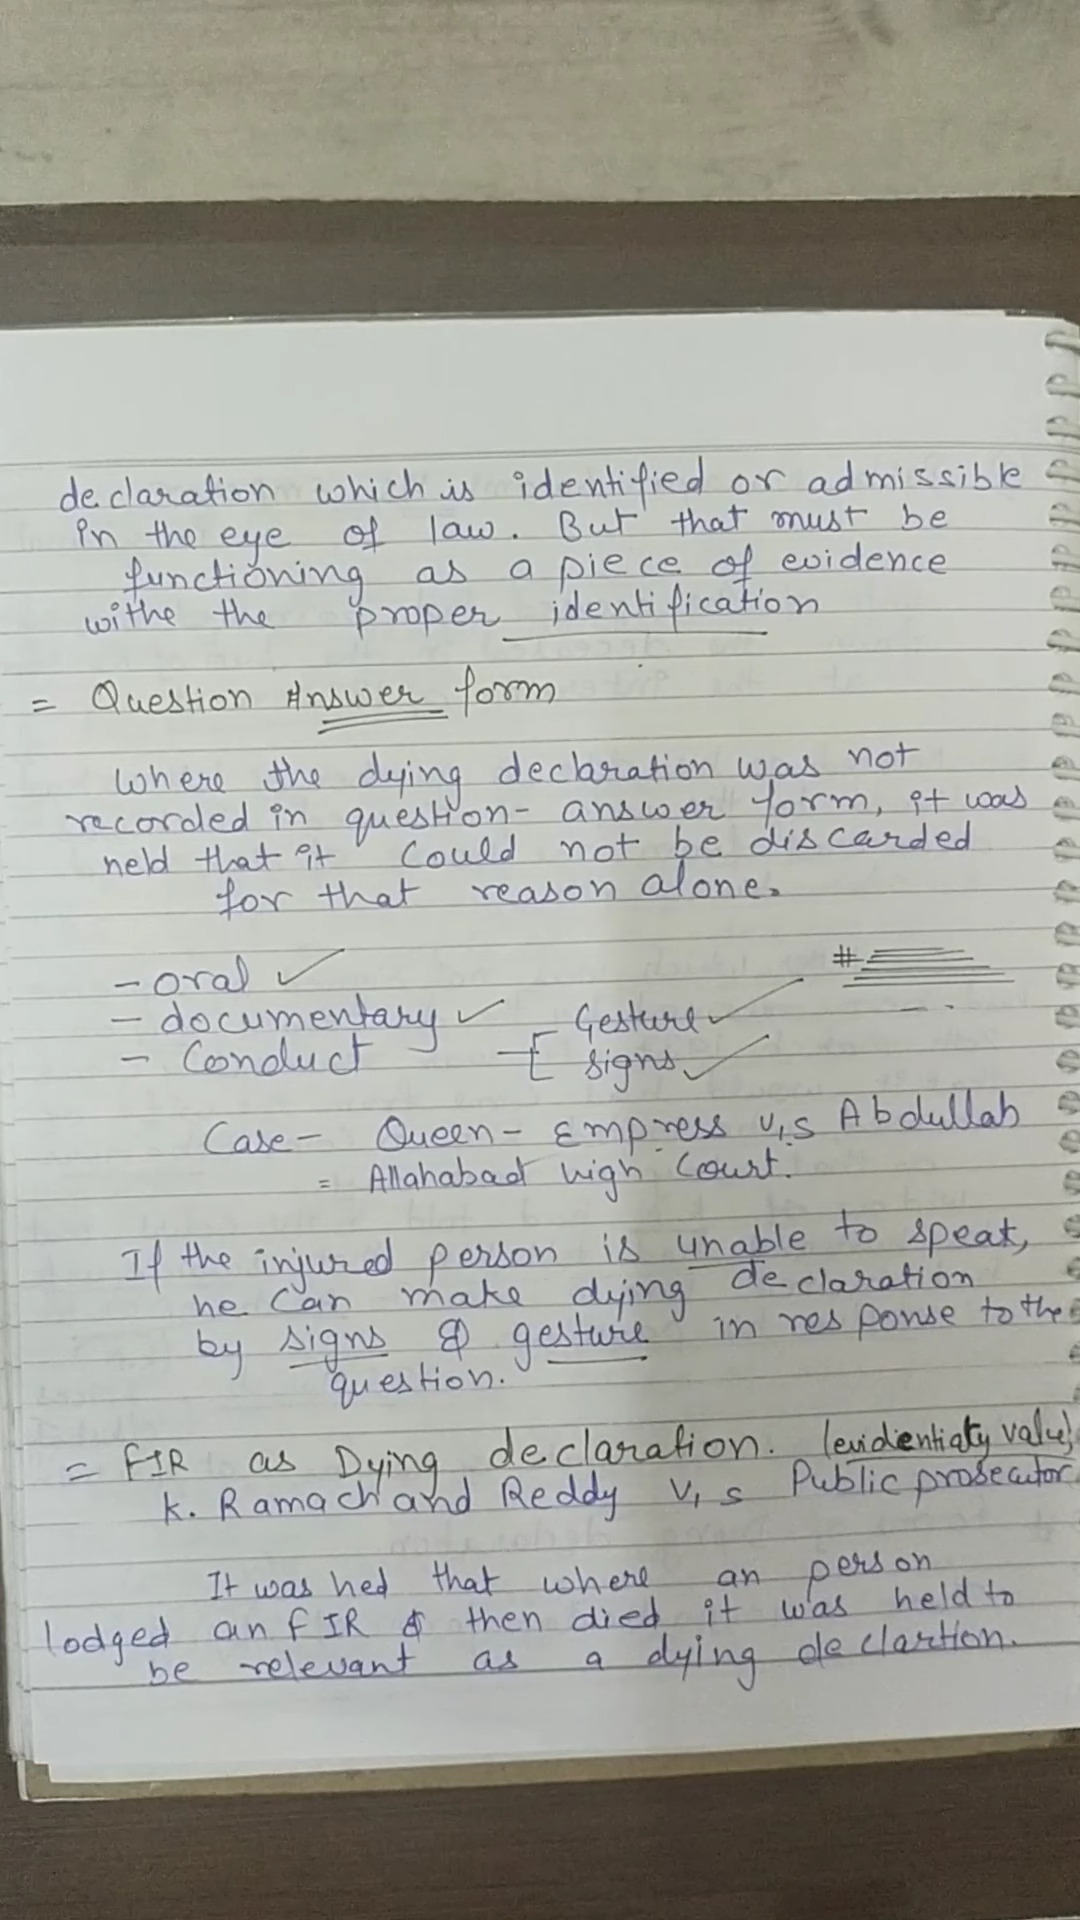 declaration which is identified or admissible
in the eye of law. But that must be
functioning as a piece of evidence
withe the proper identification
= Question Answer form
Where the dying declaration was not
recorded in question- answer form, it was
held that it could not be discarded
for that reason alone.
- oral ✓
#
- documentary ✓ Gesture ✓
- Conduct -[ signs ✓
Case - Queen- Empress v,s Abdullah
= Allahabad high Court.
If the injured person is unable to speak,
he can make dying declaration
by signs & gesture in response to the
question.
= FIR as Dying declaration. (evidentiaty value)
K. Ramachand Reddy v,s Public prosecutor
It was hed that where an person
lodged an FIR & then died it was held to
be relevant as a dying declartion.